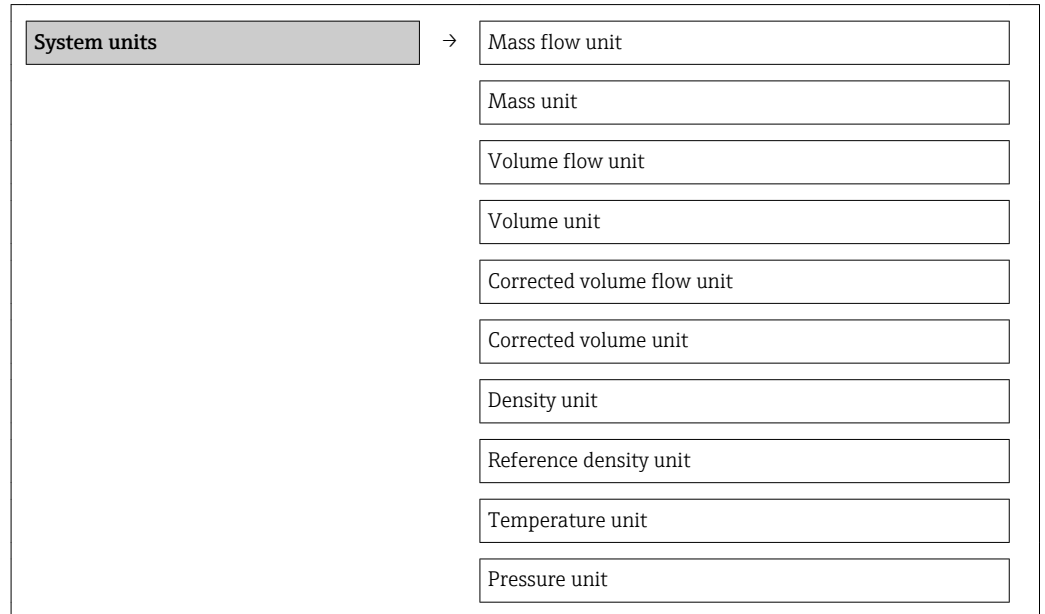 System units → Mass flow unit
Mass unit
Volume flow unit
Volume unit
Corrected volume flow unit
Corrected volume unit
Density unit
Reference density unit
Temperature unit
Pressure unit